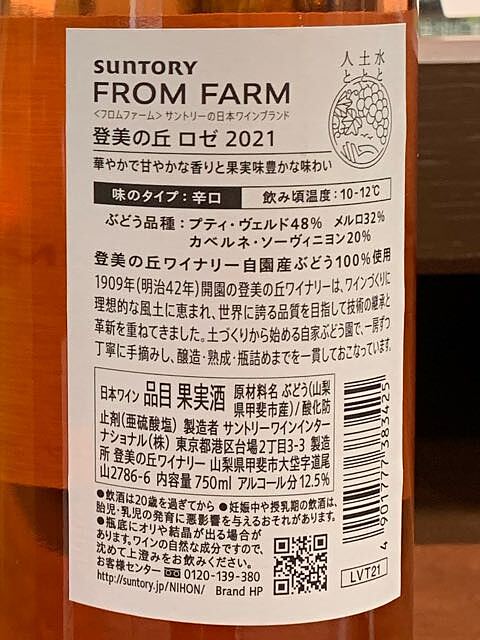 SUNTORY
FROM FARM
〈フロムファーム〉サントリーの日本ワインブランド
水と
土と
人と
登美の丘 ロゼ 2021
華やかで甘やかな香りと果実味豊かな味わい
味のタイプ：辛口
飲み頃温度：10-12℃
ぶどう品種：プティ・ヴェルド48% メルロ32%
カベルネ・ソーヴィニヨン20%
登美の丘ワイナリー自園産ぶどう100%使用
1909年(明治42年)開園の登美の丘ワイナリーは、ワインづくりに
理想的な風土に恵まれ、世界に誇る品質を目指して技術の継承と
革新を重ねてきました。土づくりから始める自家ぶどう園で、一房ずつ
丁寧に手摘みし、醸造・熟成・瓶詰めまでを一貫しておこなっています。
日本ワイン 品目 果実酒 原材料名 ぶどう(山梨
県甲斐市産)/酸化防
止剤(亜硫酸塩) 製造者 サントリーワインインター
ナショナル(株) 東京都港区台場2丁目3-3 製造
所 登美の丘ワイナリー 山梨県甲斐市大垈字道尾
山2786-6 内容量 750ml アルコール分 12.5%
●飲酒は20歳を過ぎてから ●妊娠中や授乳期の飲酒は、
胎児・乳児の発育に悪影響を与えるおそれがあります。
●瓶底にオリや結晶が出る場合が
あります。ワインの自然な成分ですので、
沈めて上澄みをお飲みください。
お客様センター 0120-139-380
http://suntory.jp/NIHON/ Brand HP
4 901777 383425
LVT21